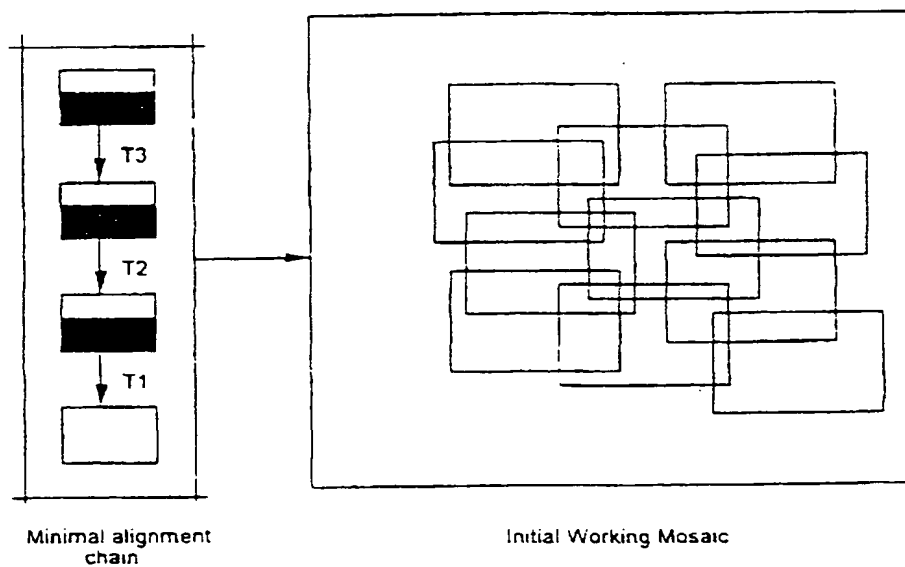 T3
T2
T1
Minimal alignment
chain
Initial Working Mosaic